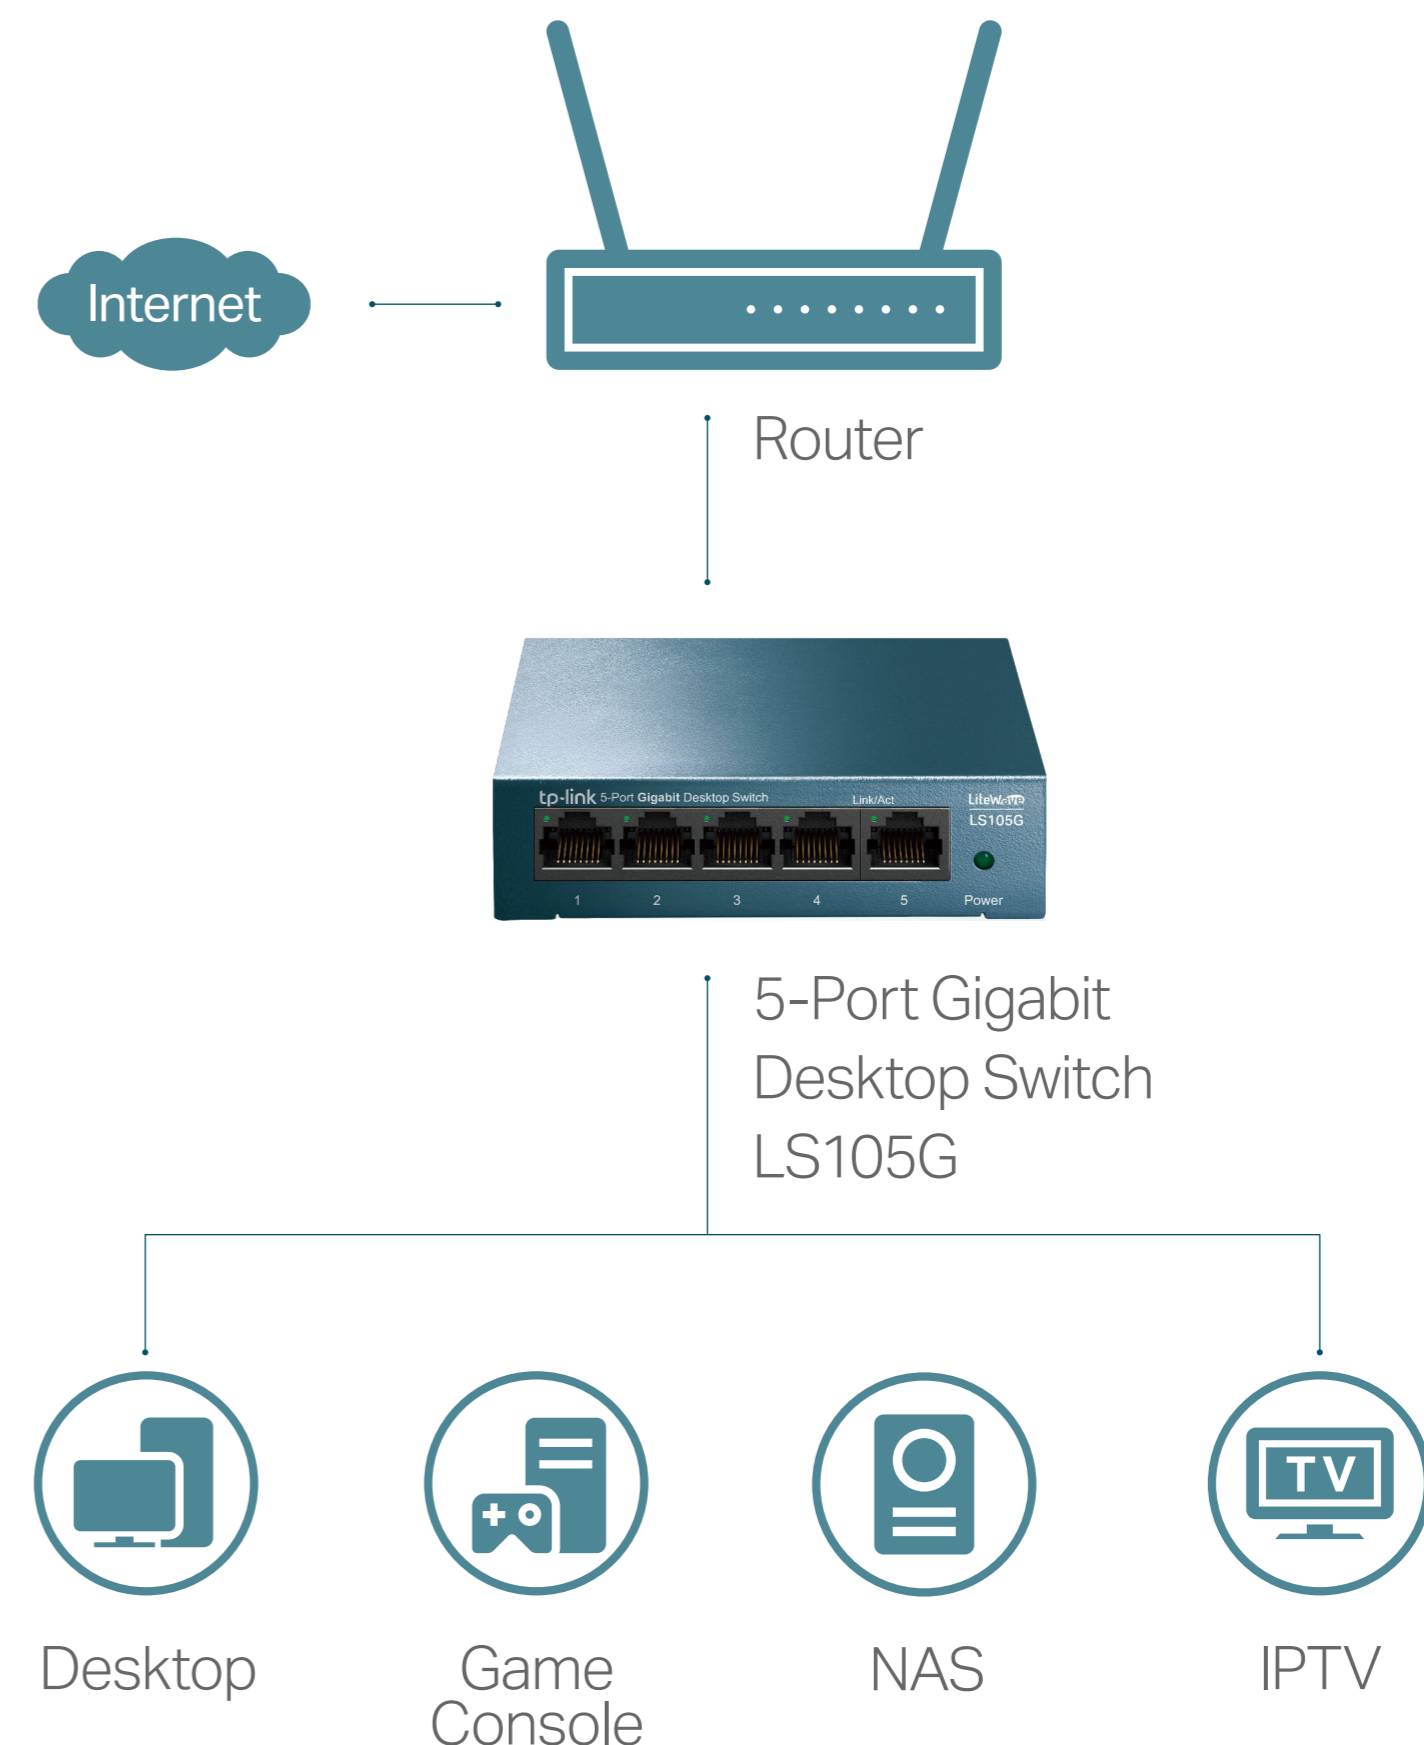 Internet
Router
tp-link 5-Port Gigabit Desktop Switch
Link/Act
LiteWave
LS105G
1 2 3 4 5 Power
5-Port Gigabit
Desktop Switch
LS105G
TV
Desktop
Game
Console
NAS
IPTV